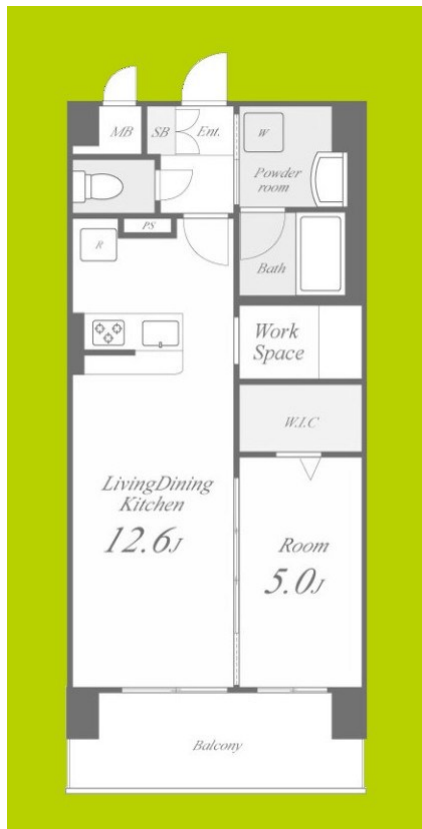 MB
SB
Ent.
W
Powder
room
PS
R
Bath
Work
Space
W.I.C
LivingDining
Kitchen
12.6J
Room
5.0J
Balcony